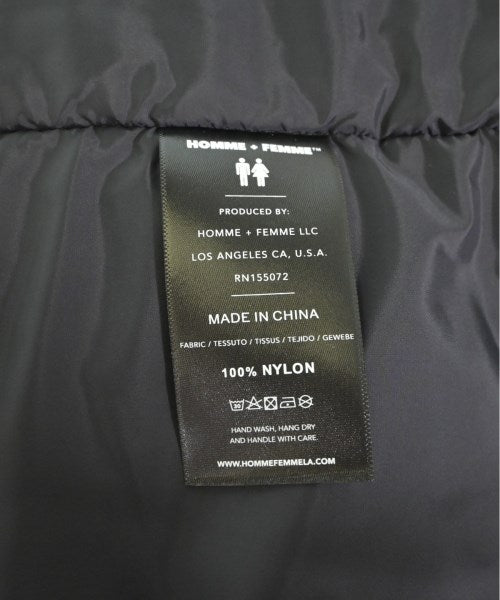 HOMME + FEMME™
PRODUCED BY:
HOMME + FEMME LLC
LOS ANGELES CA, U.S.A.
RN155072
MADE IN CHINA
FABRIC / TESSUTO / TISSUS / TEJIDO / GEWEBE
100% NYLON
30
HAND WASH, HANG DRY
AND HANDLE WITH CARE.
WWW.HOMMEFEMMELA.COM